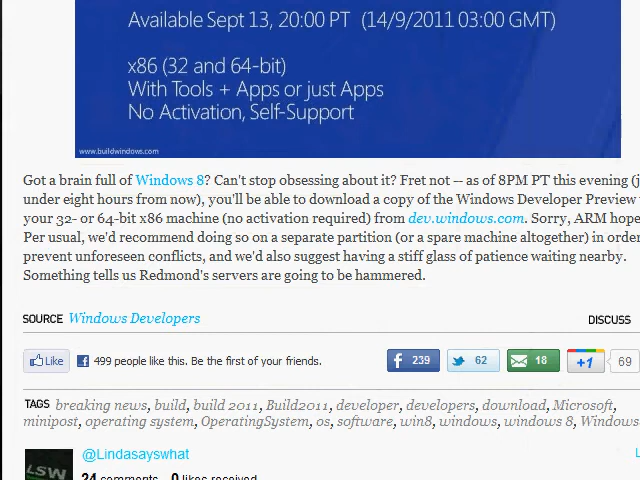 Available Sept 13, 20:00 PT (14/9/2011 03:00 GMT)
x86 (32 and 64-bit)
With Tools + Apps or just Apps
No Activation, Self-Support
www.buildwindows.com
Got a brain full of Windows 8? Can't stop obsessing about it? Fret not -- as of 8PM PT this evening (j
under eight hours from now), you'll be able to download a copy of the Windows Developer Preview
your 32- or 64-bit x86 machine (no activation required) from dev.windows.com. Sorry, ARM hope
Per usual, we'd recommend doing so on a separate partition (or a spare machine altogether) in order
prevent unforeseen conflicts, and we'd also suggest having a stiff glass of patience waiting nearby.
Something tells us Redmond's servers are going to be hammered.
SOURCE Windows Developers
DISCUSS
Like 499 people like this. Be the first of your friends. 239 62 18 +1 69
TAGS breaking news, build, build 2011, Build2011, developer, developers, download, Microsoft,
minipost, operating system, OperatingSystem, os, software, win8, windows, windows 8, Windows
LSW @Lindasayswhat L
24 comments 0 likes received